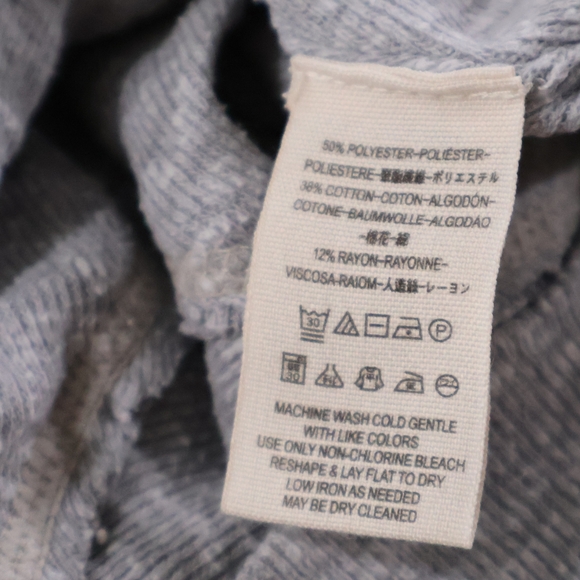 50% POLYESTER-POLIÉSTER-
POLIESTERE-聚酯纖維-ポリエステル
38% COTTON-COTON-ALGODÓN-
COTONE-BAUMWOLLE-ALGODÃO
-棉花-綿
12% RAYON-RAYONNE-
VISCOSA-RAIOM-人造絲-レーヨン
30 P
30
MACHINE WASH COLD GENTLE
WITH LIKE COLORS
USE ONLY NON-CHLORINE BLEACH
RESHAPE & LAY FLAT TO DRY
LOW IRON AS NEEDED
MAY BE DRY CLEANED